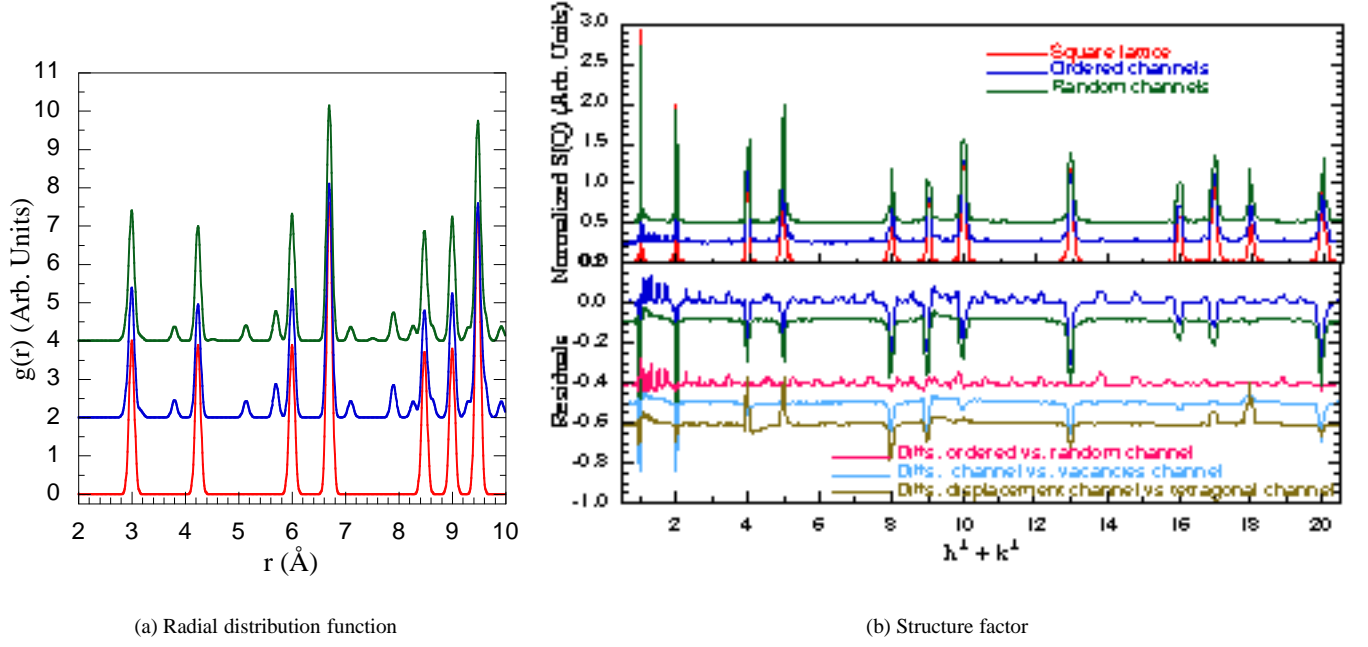 11
10
9
8
7
6
5
4
3
2
1
0
g(r) (Arb. Units)
2 3 4 5 6 7 8 9 10
r (Å)
(a) Radial distribution function
3.0
2.5
2.0
1.5
1.0
0.5
Normalized S(Q) (Arb. Units)
Square lattice
Ordered channels
Random channels
0.0
-0.2
-0.4
-0.6
-0.8
-1.0
Residuals
Diffs. ordered vs. random channel
Diffs. channel vs. vacancies channel
Diffs. displacement channel vs tetragonal channel
2 4 6 8 10 12 14 16 18 20
(b) Structure factor